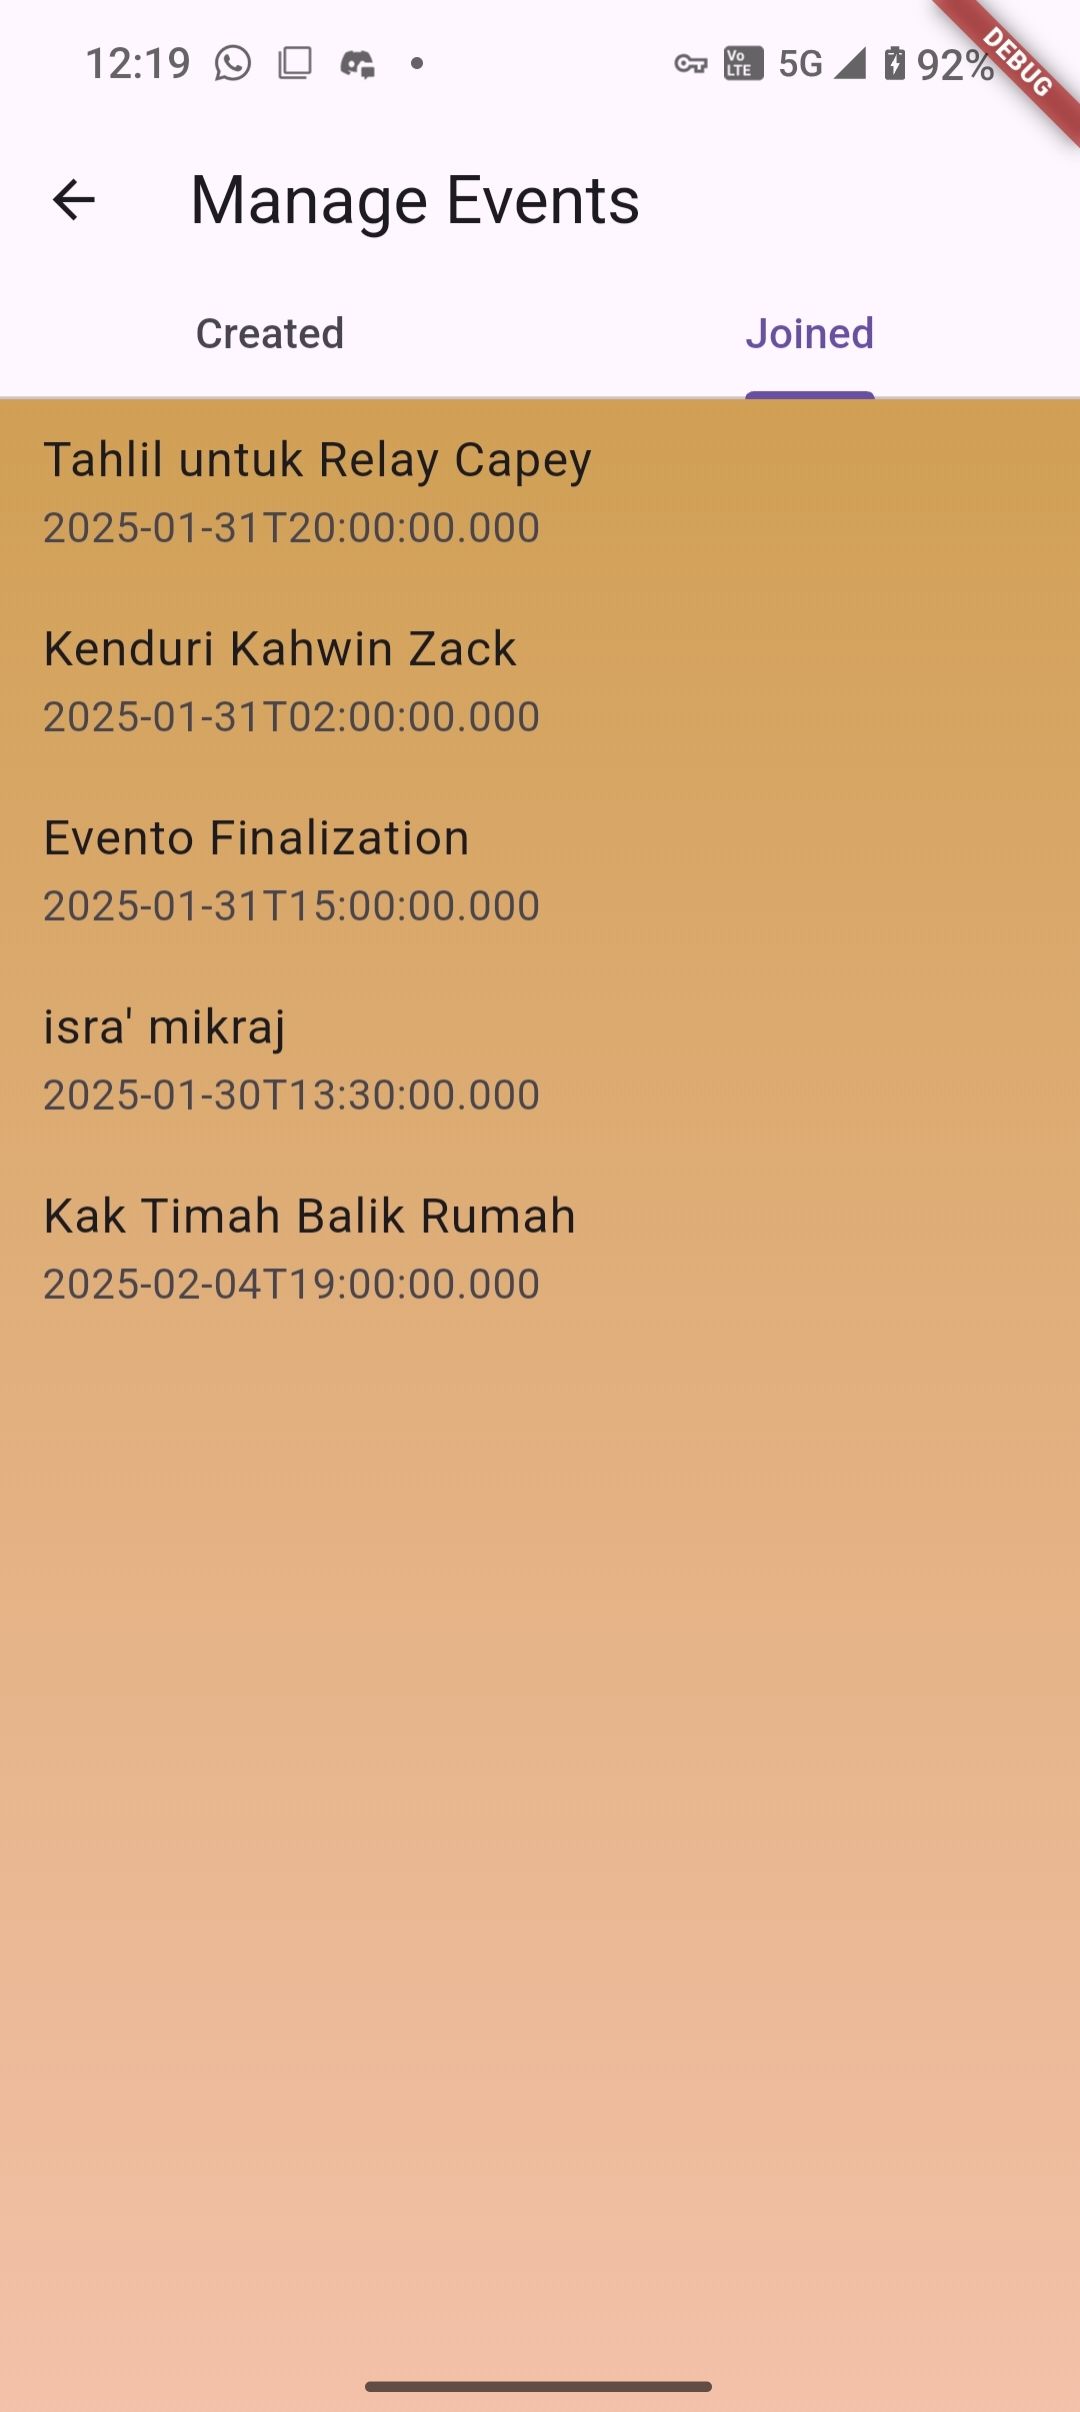 12:19 Vo LTE 5G 92%
DEBUG
Manage Events
Created Joined
Tahlil untuk Relay Capey
2025-01-31T20:00:00.000
Kenduri Kahwin Zack
2025-01-31T02:00:00.000
Evento Finalization
2025-01-31T15:00:00.000
isra' mikraj
2025-01-30T13:30:00.000
Kak Timah Balik Rumah
2025-02-04T19:00:00.000